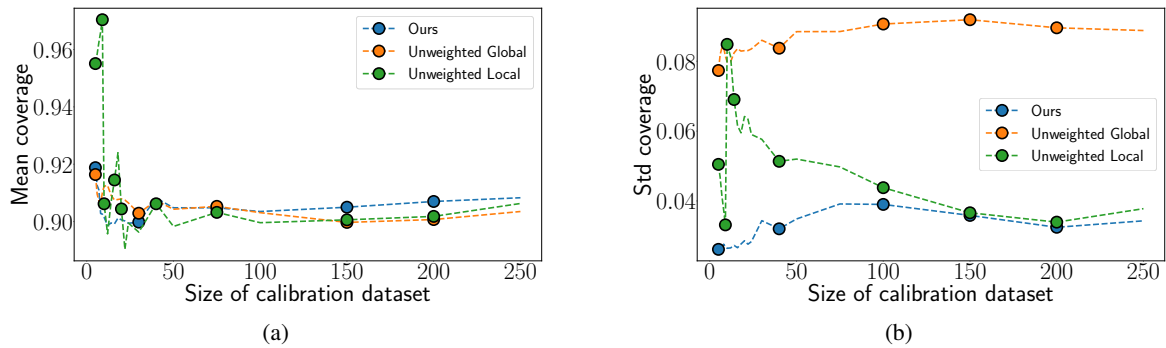 Ours
Unweighted Global
Unweighted Local
0.96
0.94
0.92
0.90
Mean coverage
0 50 100 150 200 250
Size of calibration dataset
(a)
Ours
Unweighted Global
Unweighted Local
0.08
0.06
0.04
Std coverage
0 50 100 150 200 250
Size of calibration dataset
(b)